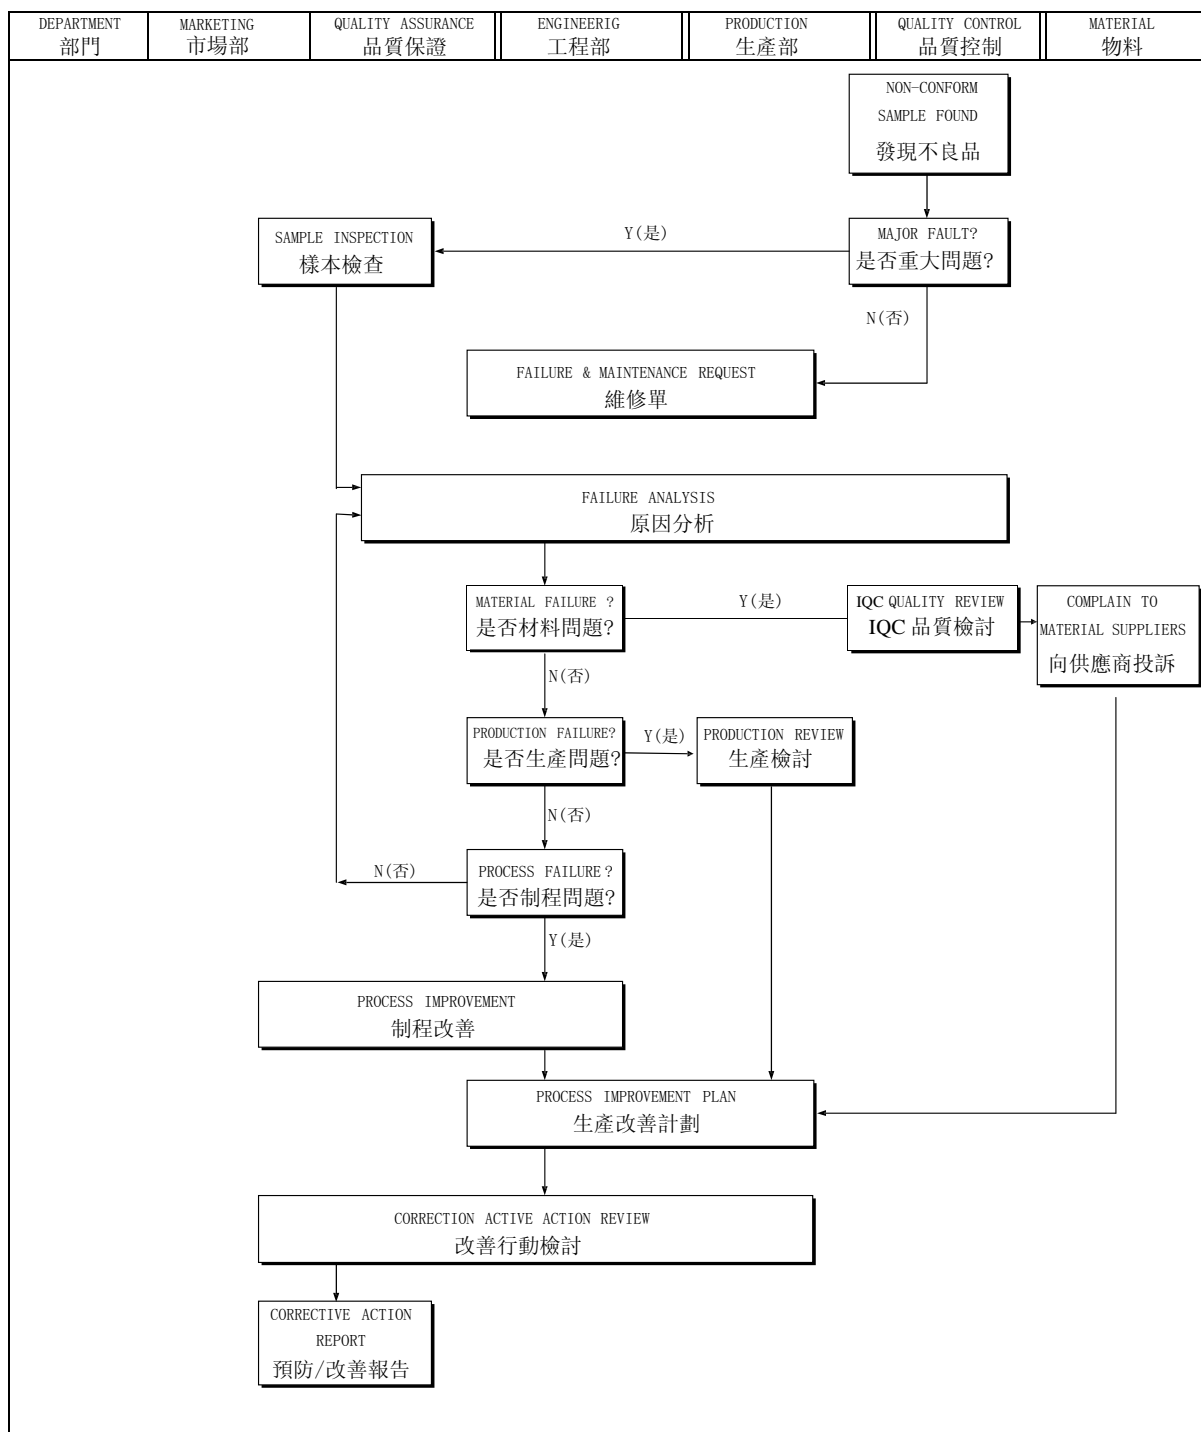 DEPARTMENT
部門
MARKETING
市場部
QUALITY ASSURANCE
品質保證
ENGINEERIG
工程部
PRODUCTION
生產部
QUALITY CONTROL
品質控制
MATERIAL
物料
NON-CONFORM
SAMPLE FOUND
發現不良品
SAMPLE INSPECTION
樣本檢查
Y(是)
MAJOR FAULT?
是否重大問題?
N(否)
FAILURE & MAINTENANCE REQUEST
維修單
FAILURE ANALYSIS
原因分析
MATERIAL FAILURE ?
是否材料問題?
Y(是)
IQC QUALITY REVIEW
IQC 品質檢討
COMPLAIN TO
MATERIAL SUPPLIERS
向供應商投訴
N(否)
PRODUCTION FAILURE?
是否生產問題?
Y(是)
PRODUCTION REVIEW
生產檢討
N(否)
N(否)
PROCESS FAILURE ?
是否制程問題?
Y(是)
PROCESS IMPROVEMENT
制程改善
PROCESS IMPROVEMENT PLAN
生產改善計劃
CORRECTION ACTIVE ACTION REVIEW
改善行動檢討
CORRECTIVE ACTION
REPORT
預防/改善報告